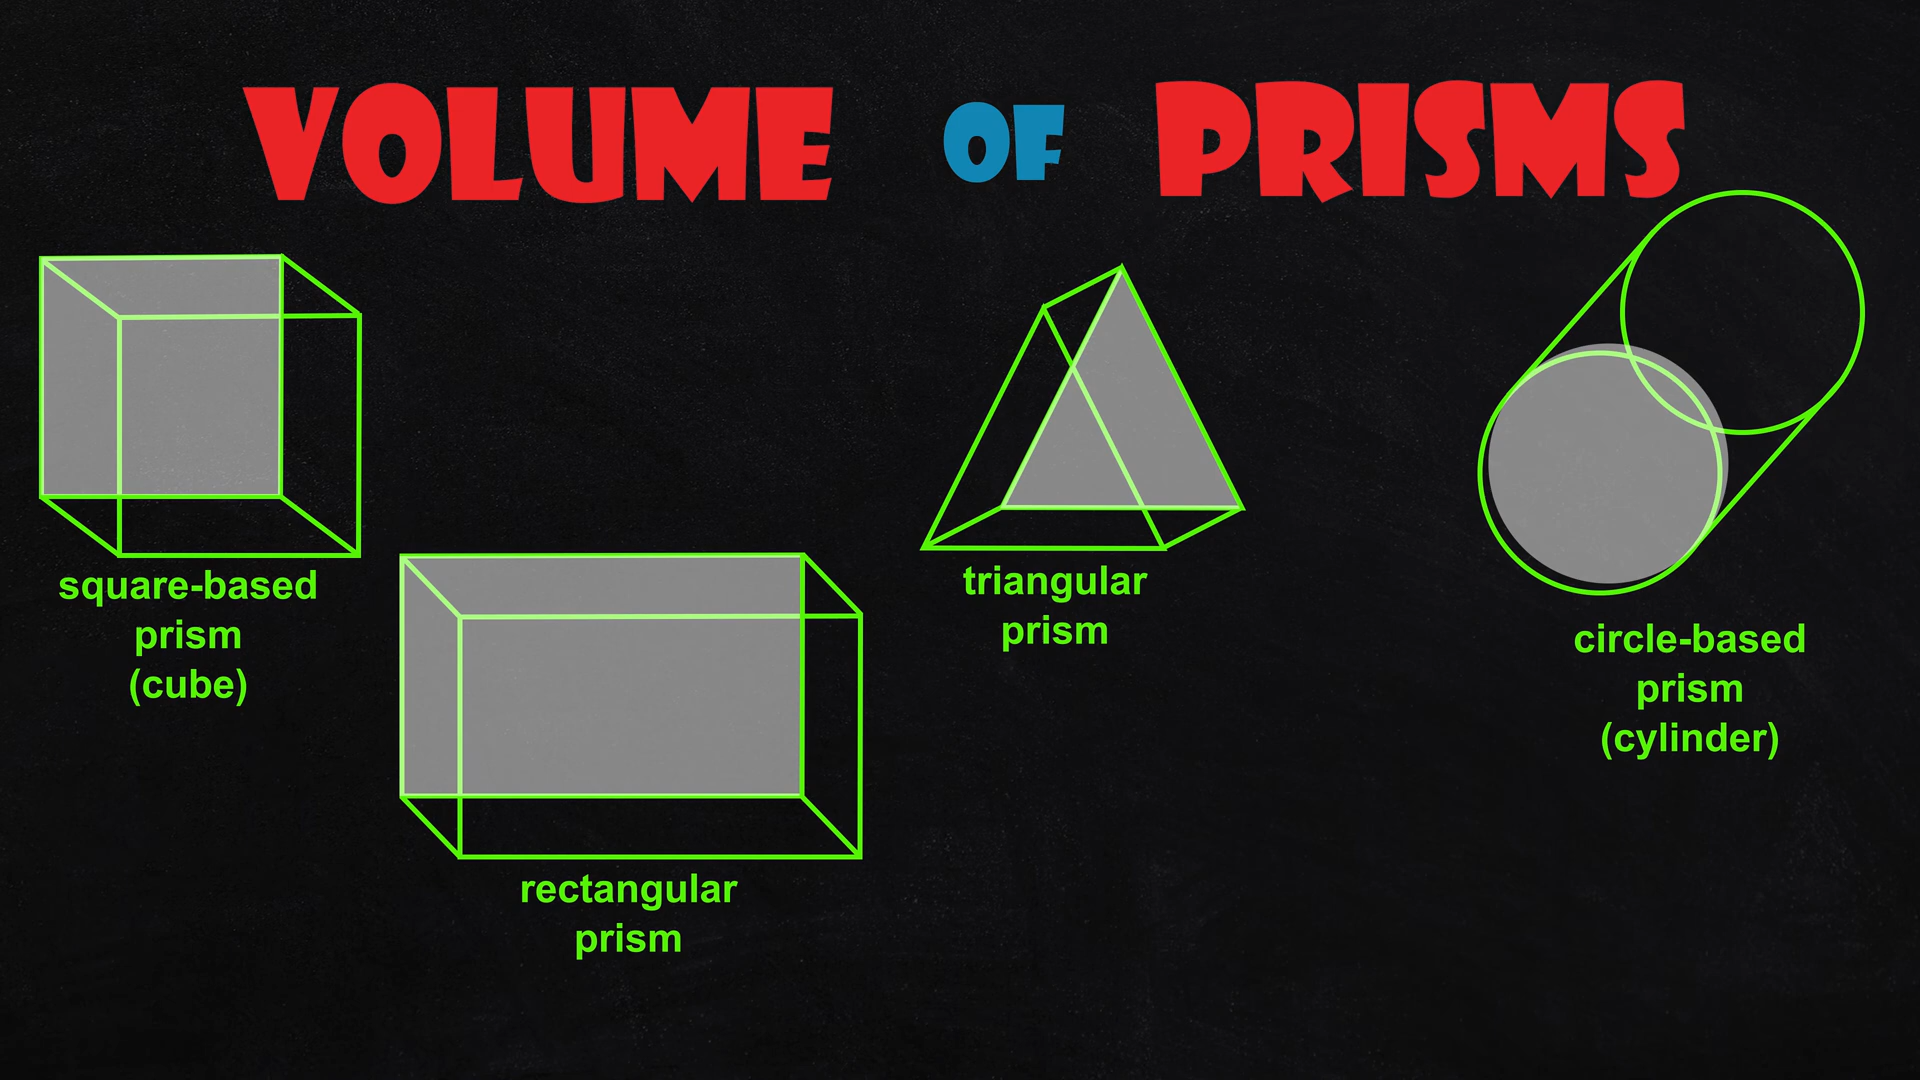 VOLUME OF PRISMS
square-based
prism
(cube)
rectangular
prism
triangular
prism
circle-based
prism
(cylinder)